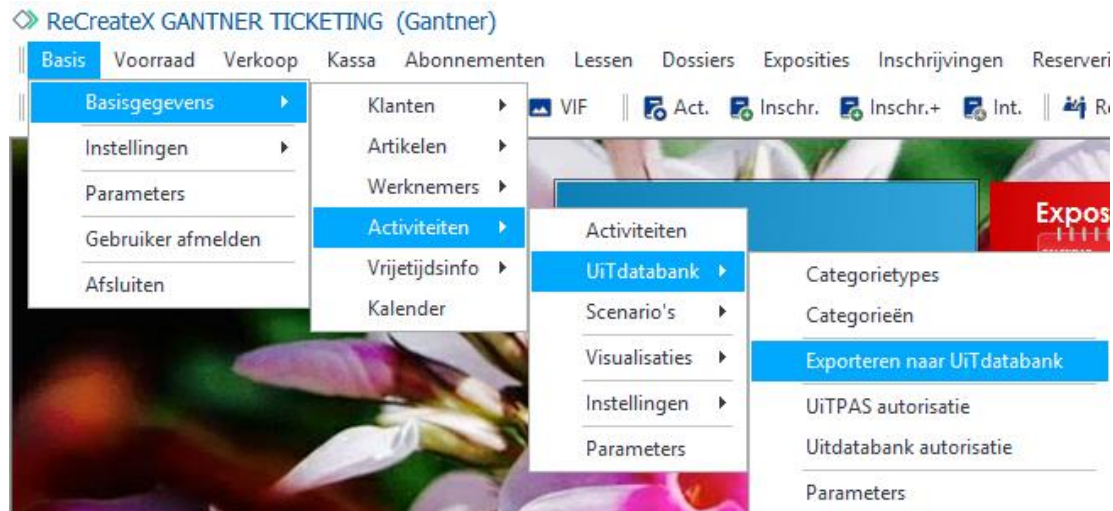 ReCreateX GANTNER TICKETING (Gantner)
Basis Voorraad Verkoop Kassa Abonnementen Lessen Dossiers Exposities Inschrijvingen
VIF Act. Inschr. Inschr.+ Int.
Basisgegevens
Instellingen
Parameters
Gebruiker afmelden
Afsluiten
Klanten
Artikelen
Werknemers
Activiteiten
Vrijetijdsinfo
Kalender
Activiteiten
UiTdatabank
Scenario's
Visualisaties
Instellingen
Parameters
Categorietypes
Categorieën
Exporteren naar UiTdatabank
UiTPAS autorisatie
Uitdatabank autorisatie
Parameters
Expos